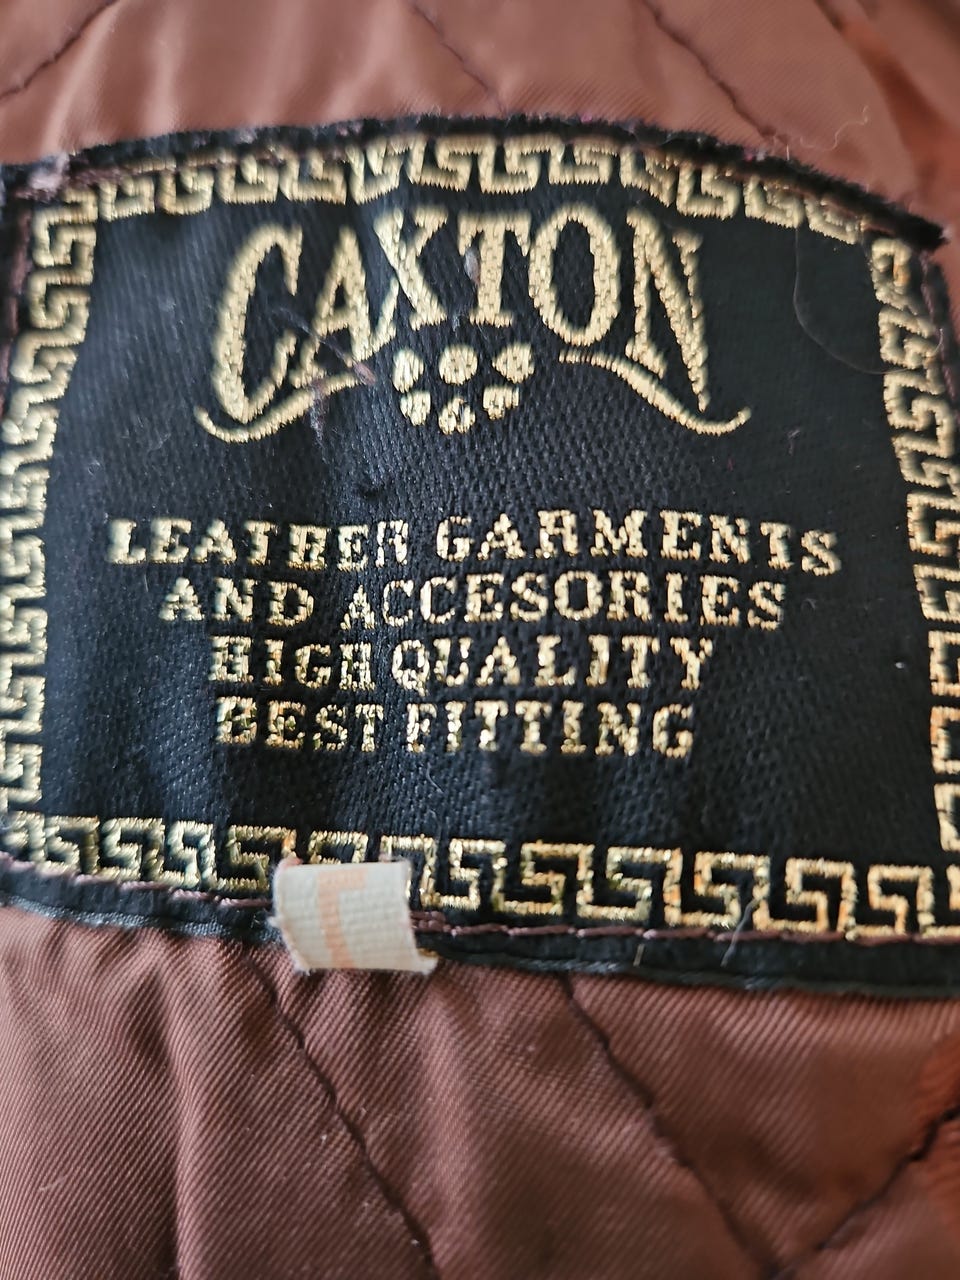 CAXTON
LEATHER GARMENTS
AND ACCESORIES
HIGH QUALITY
BEST FITTING